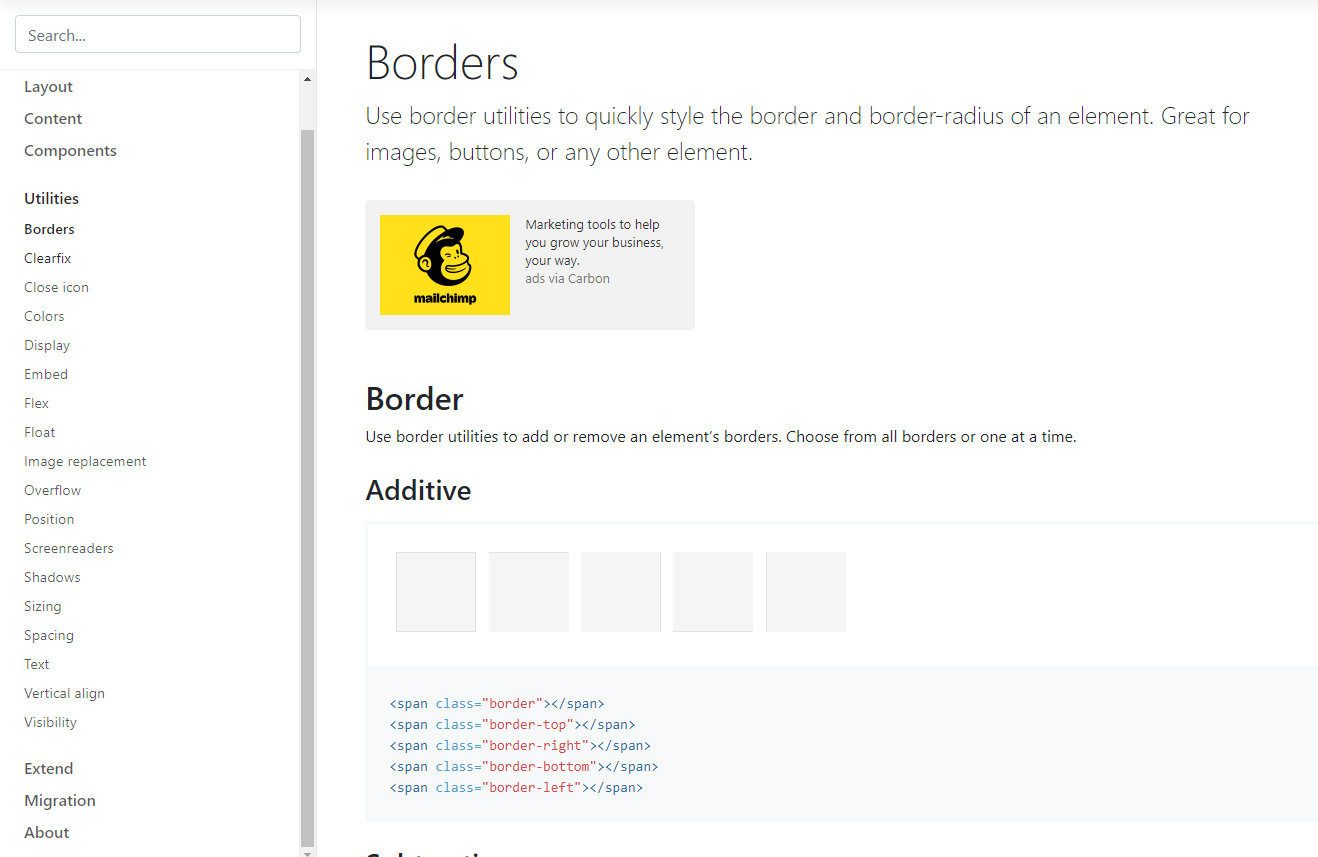 Search...
Layout
Content
Components
Utilities
Borders
Clearfix
Close icon
Colors
Display
Embed
Flex
Float
Image replacement
Overflow
Position
Screenreaders
Shadows
Sizing
Spacing
Text
Vertical align
Visibility
Extend
Migration
About
Borders
Use border utilities to quickly style the border and border-radius of an element. Great for
images, buttons, or any other element.
mailchimp
Marketing tools to help
you grow your business,
your way.
ads via Carbon
Border
Use border utilities to add or remove an element’s borders. Choose from all borders or one at a time.
Additive
<span class="border"></span>
<span class="border-top"></span>
<span class="border-right"></span>
<span class="border-bottom"></span>
<span class="border-left"></span>